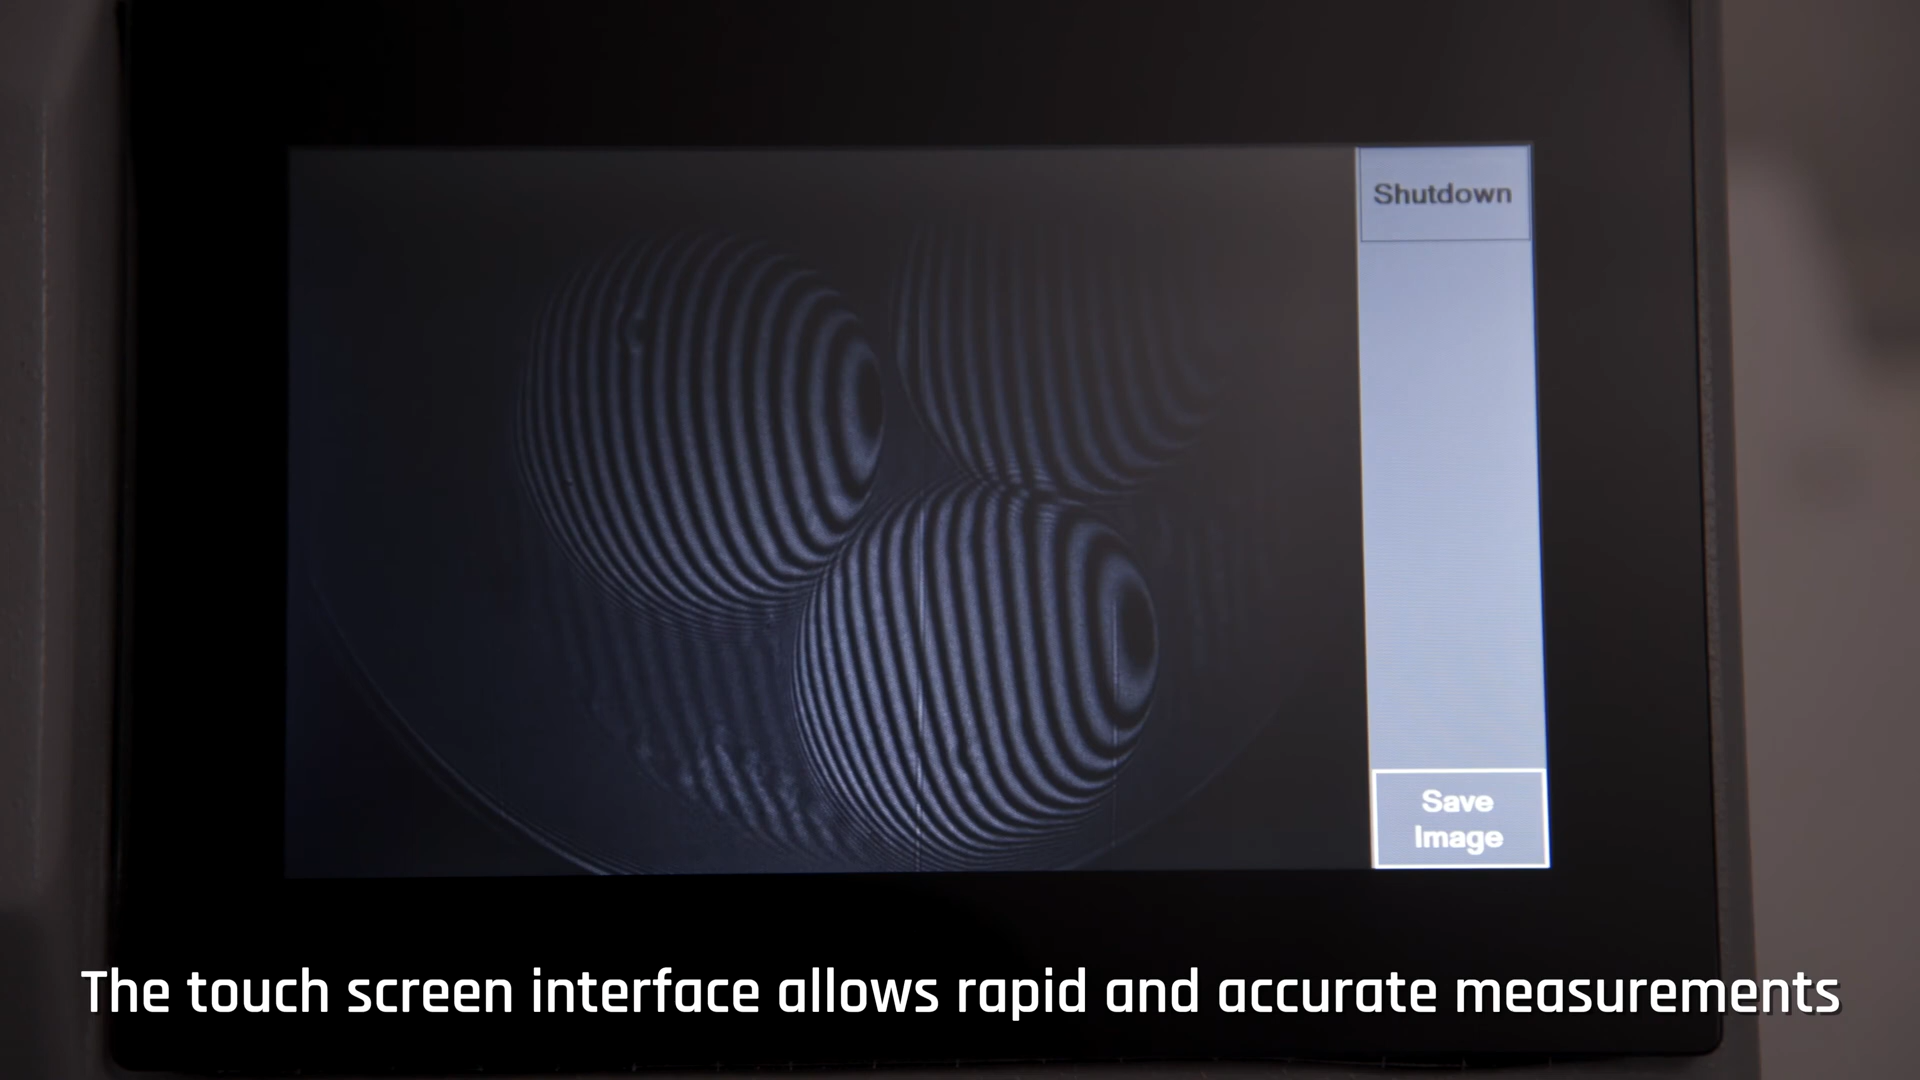 Shutdown
Save
Image
The touch screen interface allows rapid and accurate measurements